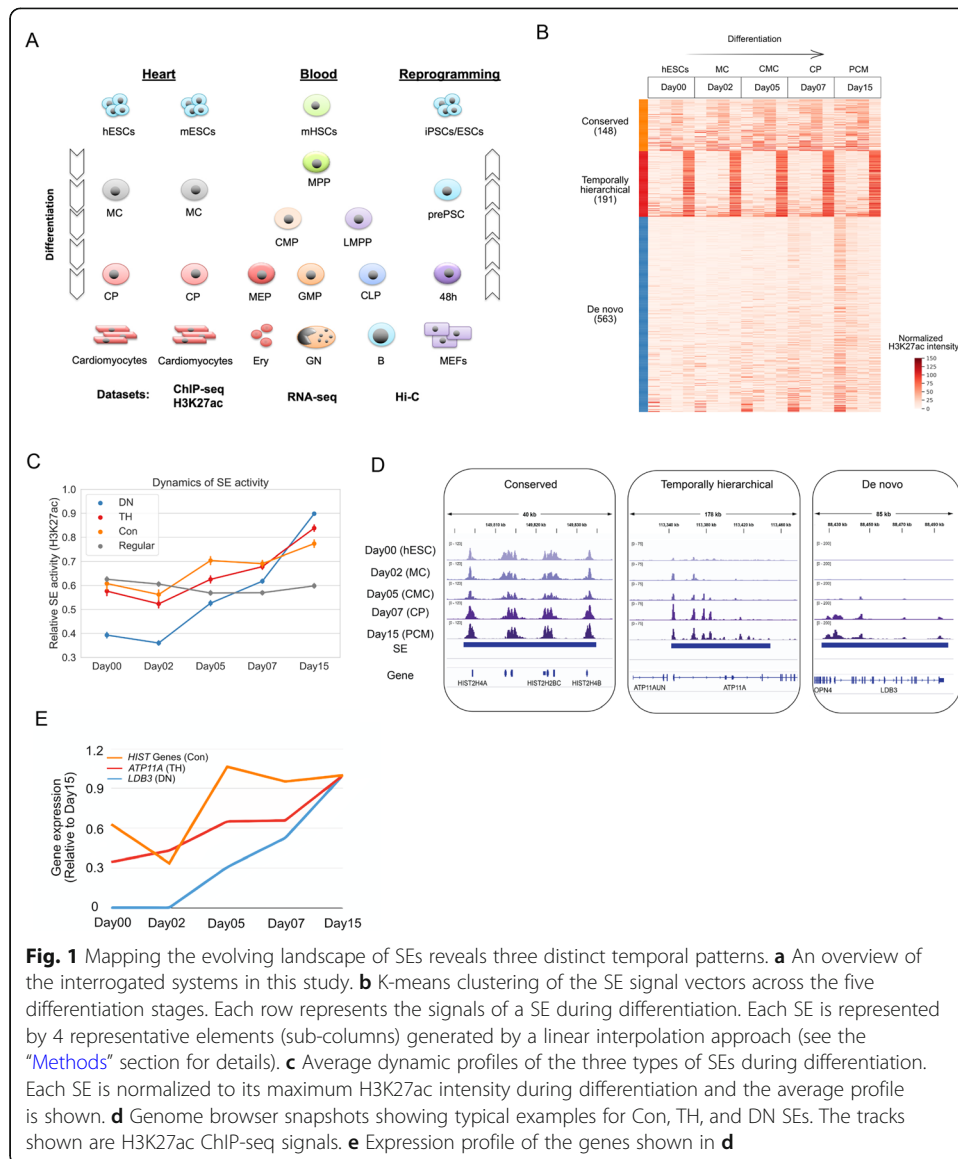 A
Heart
Blood
Reprogramming
hESCs
mESCs
mHSCs
iPSCs/ESCs
MPP
Differentiation
MC
MC
prePSC
CMP
LMPP
CP
CP
MEP
GMP
CLP
48h
Cardiomyocytes
Cardiomyocytes
Ery
GN
B
MEFs
Datasets:
ChIP-seq
H3K27ac
RNA-seq
Hi-C
B
Differentiation
hESCs
MC
CMC
CP
PCM
Day00
Day02
Day05
Day07
Day15
Conserved
(148)
Temporally
hierarchical
(191)
De novo
(563)
Normalized
H3K27ac intensity
150
125
100
75
50
25
0
C
Dynamics of SE activity
Relative SE activity (H3K27ac)
1.0
0.9
0.8
0.7
0.6
0.5
0.4
0.3
DN
TH
Con
Regular
Day00
Day02
Day05
Day07
Day15
D
Conserved
Temporally hierarchical
De novo
40 kb
178 kb
85 kb
Day00 (hESC)
Day02 (MC)
Day05 (CMC)
Day07 (CP)
Day15 (PCM)
SE
Gene
HIST2H4A
HIST2H2BC
HIST2H4B
ATP11AUN
ATP11A
OPN4
LDB3
E
Gene expression
(Relative to Day15)
1.2
0.9
0.6
0.3
0
HIST Genes (Con)
ATP11A (TH)
LDB3 (DN)
Day00
Day02
Day05
Day07
Day15
Fig. 1 Mapping the evolving landscape of SEs reveals three distinct temporal patterns. a An overview of
the interrogated systems in this study. b K-means clustering of the SE signal vectors across the five
differentiation stages. Each row represents the signals of a SE during differentiation. Each SE is represented
by 4 representative elements (sub-columns) generated by a linear interpolation approach (see the
“Methods” section for details). c Average dynamic profiles of the three types of SEs during differentiation.
Each SE is normalized to its maximum H3K27ac intensity during differentiation and the average profile
is shown. d Genome browser snapshots showing typical examples for Con, TH, and DN SEs. The tracks
shown are H3K27ac ChIP-seq signals. e Expression profile of the genes shown in d